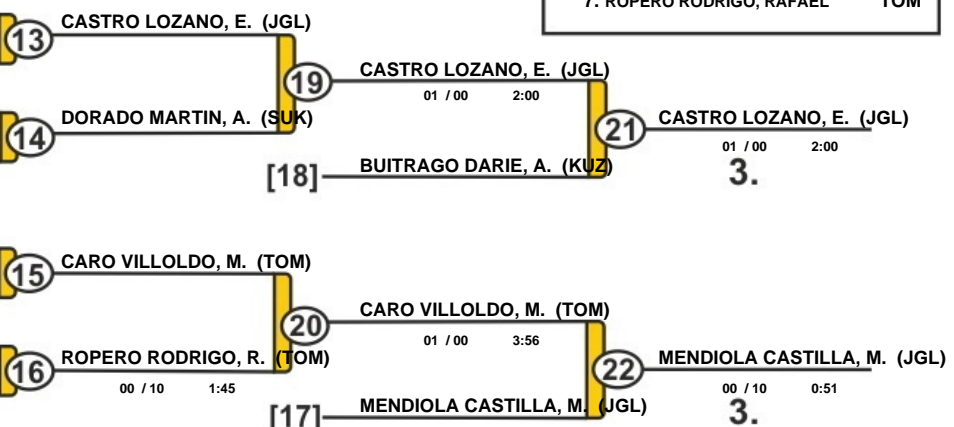 7. ROPERO RODRIGO, RAFAEL TOM
CASTRO LOZANO, E. (JGL)
13
19
CASTRO LOZANO, E. (JGL)
01 / 00 2:00
DORADO MARTIN, A. (SUK)
14
21
CASTRO LOZANO, E. (JGL)
01 / 00 2:00
3.
[18]
BUITRAGO DARIE, A. (KUZ)
15
CARO VILLOLDO, M. (TOM)
20
CARO VILLOLDO, M. (TOM)
01 / 00 3:56
16
ROPERO RODRIGO, R. (TOM)
00 / 10 1:45
22
MENDIOLA CASTILLA, M. (JGL)
00 / 10 0:51
3.
[17]
MENDIOLA CASTILLA, M. (JGL)